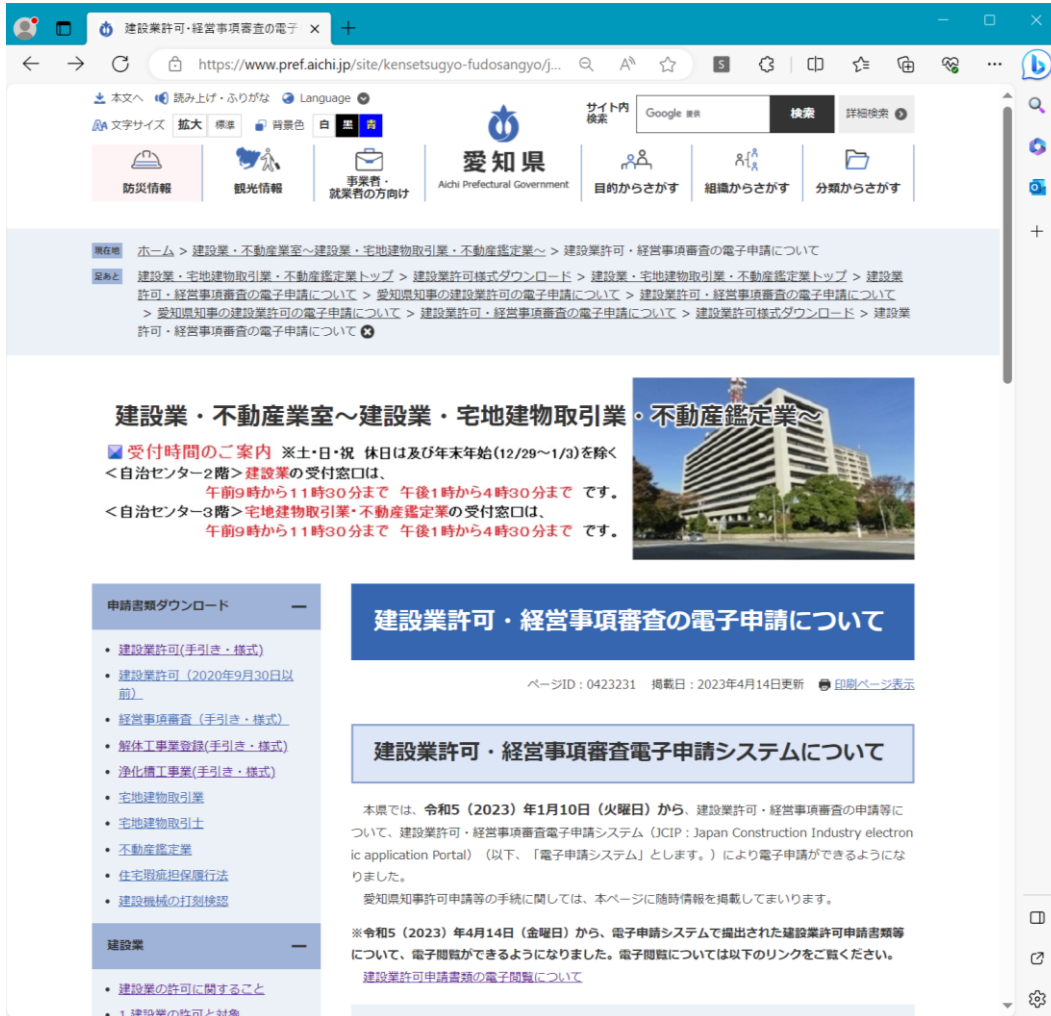 建設業許可・経営事項審査の電子
https://www.pref.aichi.jp/site/kensetsugyo-fudosangyo/j...
本文へ 読み上げ・ふりがな Language
文字サイズ 拡大 標準 背景色 白 黒 青
サイト内検索 Google 提供 検索 詳細検索
防災情報
観光情報
事業者・
就業者の方向け
愛知県
Aichi Prefectural Government
目的からさがす
組織からさがす
分類からさがす
現在地 ホーム > 建設業・不動産業室~建設業・宅地建物取引業・不動産鑑定業~ > 建設業許可・経営事項審査の電子申請について
足あと 建設業・宅地建物取引業・不動産鑑定業トップ > 建設業許可様式ダウンロード > 建設業・宅地建物取引業・不動産鑑定業トップ > 建設業
許可・経営事項審査の電子申請について > 愛知県知事の建設業許可の電子申請について > 建設業許可・経営事項審査の電子申請について
> 愛知県知事の建設業許可の電子申請について > 建設業許可・経営事項審査の電子申請について > 建設業許可様式ダウンロード > 建設業
許可・経営事項審査の電子申請について
建設業・不動産業室~建設業・宅地建物取引業・不動産鑑定業~
受付時間のご案内 ※土・日・祝 休日は及び年末年始(12/29~1/3)を除く
<自治センター2階>建設業の受付窓口は、
午前9時から11時30分まで 午後1時から4時30分まで です。
<自治センター3階>宅地建物取引業・不動産鑑定業の受付窓口は、
午前9時から11時30分まで 午後1時から4時30分まで です。
申請書類ダウンロード
・建設業許可(手引き・様式)
・建設業許可(2020年9月30日以
前)
・経営事項審査(手引き・様式)
・解体工事業登録(手引き・様式)
・浄化槽工事業(手引き・様式)
・宅地建物取引業
・宅地建物取引士
・不動産鑑定業
・住宅瑕疵担保履行法
・建設機械の打刻検認
建設業
・建設業の許可に関すること
・1 建設業の許可と対象
建設業許可・経営事項審査の電子申請について
ページID:0423231 掲載日:2023年4月14日更新 印刷ページ表示
建設業許可・経営事項審査電子申請システムについて
本県では、令和5(2023)年1月10日(火曜日)から、建設業許可・経営事項審査の申請等に
ついて、建設業許可・経営事項審査電子申請システム(JCIP:Japan Construction Industry electron
ic application Portal)(以下、「電子申請システム」とします。)により電子申請ができるようにな
りました。
愛知県知事許可申請等の手続に関しては、本ページに随時情報を掲載してまいります。
※令和5(2023)年4月14日(金曜日)から、電子申請システムで提出された建設業許可申請書類等
について、電子閲覧ができるようになりました。電子閲覧については以下のリンクをご覧ください。
建設業許可申請書類の電子閲覧について